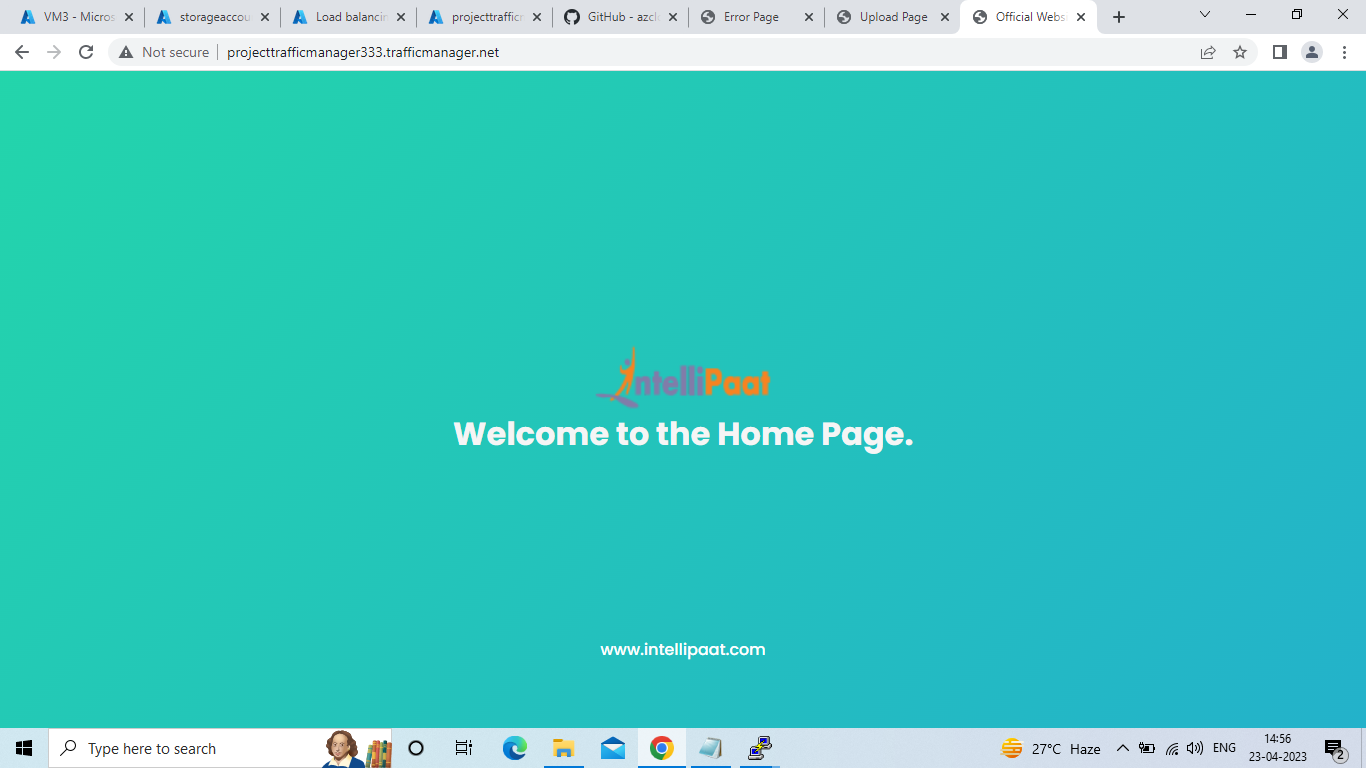 VM3 - Micros
storageaccou
Load balancin
projecttrafficm
GitHub - azcl
Error Page
Upload Page
Official Webs
Not secure
projecttrafficmanager333.trafficmanager.net
IntelliPaat
Welcome to the Home Page.
www.intellipaat.com
Type here to search
27°C Haze
ENG
14:56
23-04-2023
2